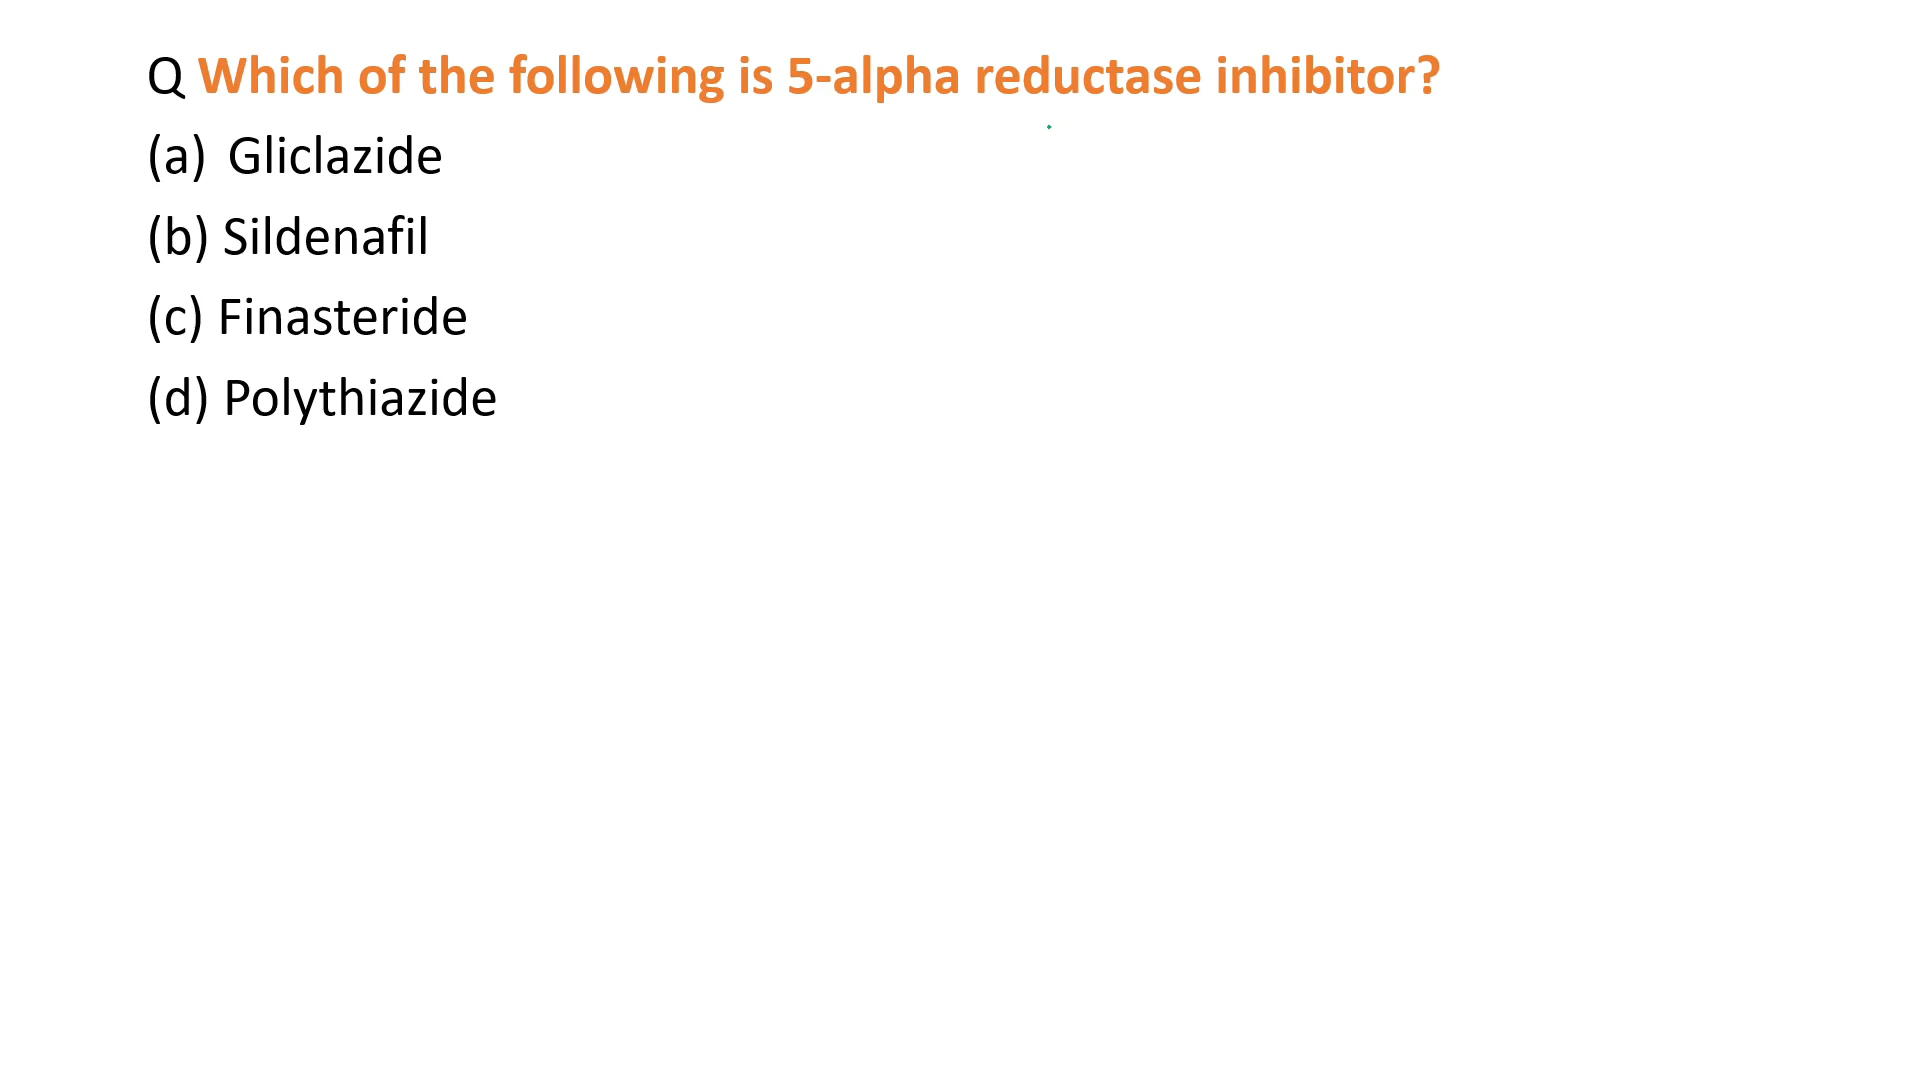 Q Which of the following is 5-alpha reductase inhibitor?
(a) Gliclazide
(b) Sildenafil
(c) Finasteride
(d) Polythiazide